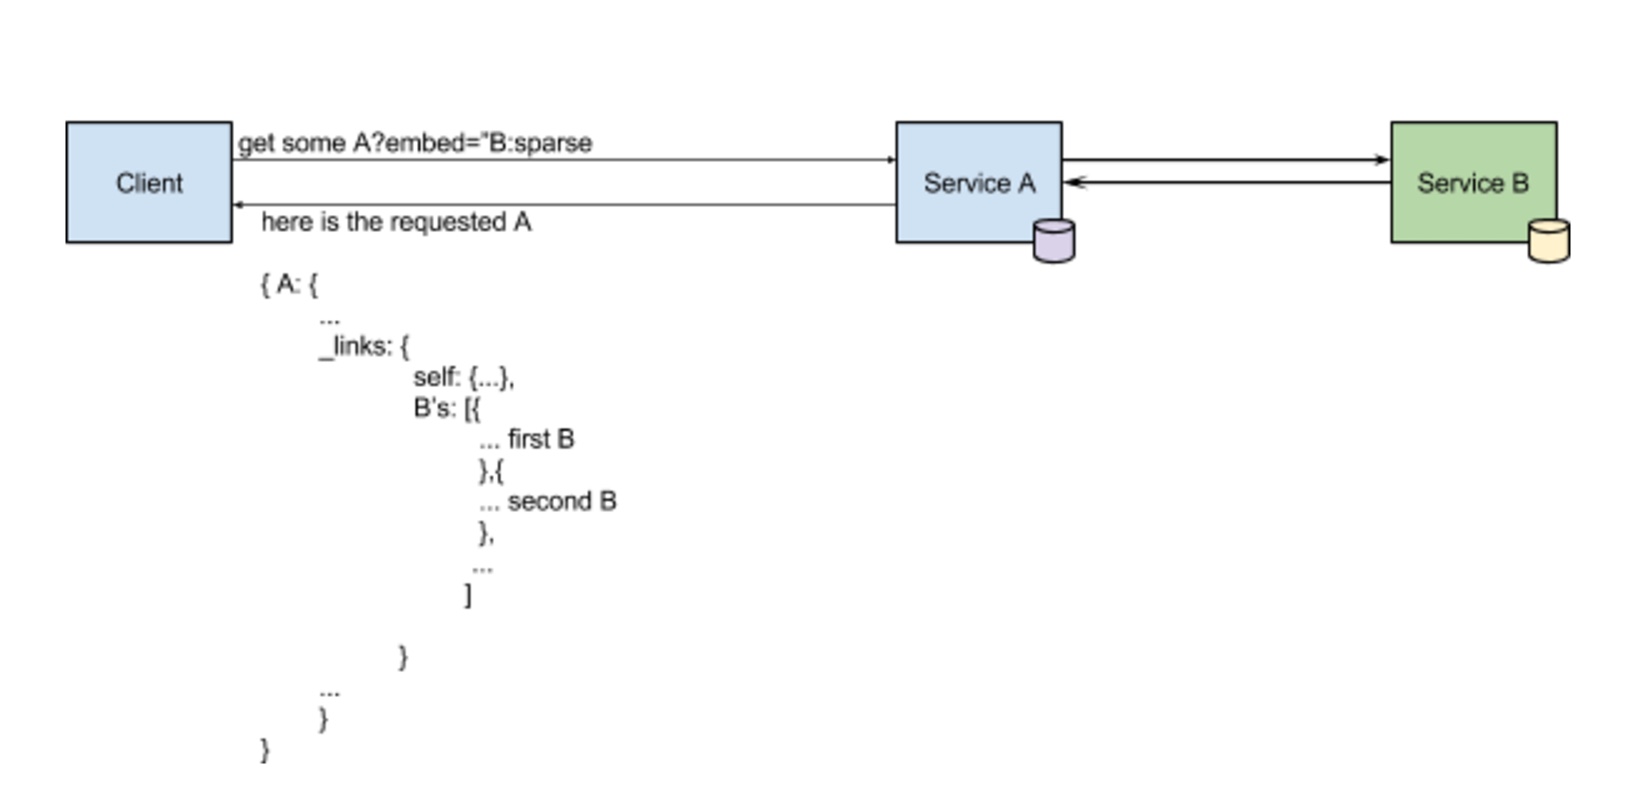 get some A?embed="B:sparse
Client
Service A
Service B
here is the requested A
{ A: {
...
_links: {
self: {...},
B's: [{
... first B
},{
... second B
},
...
]
}
...
}
}